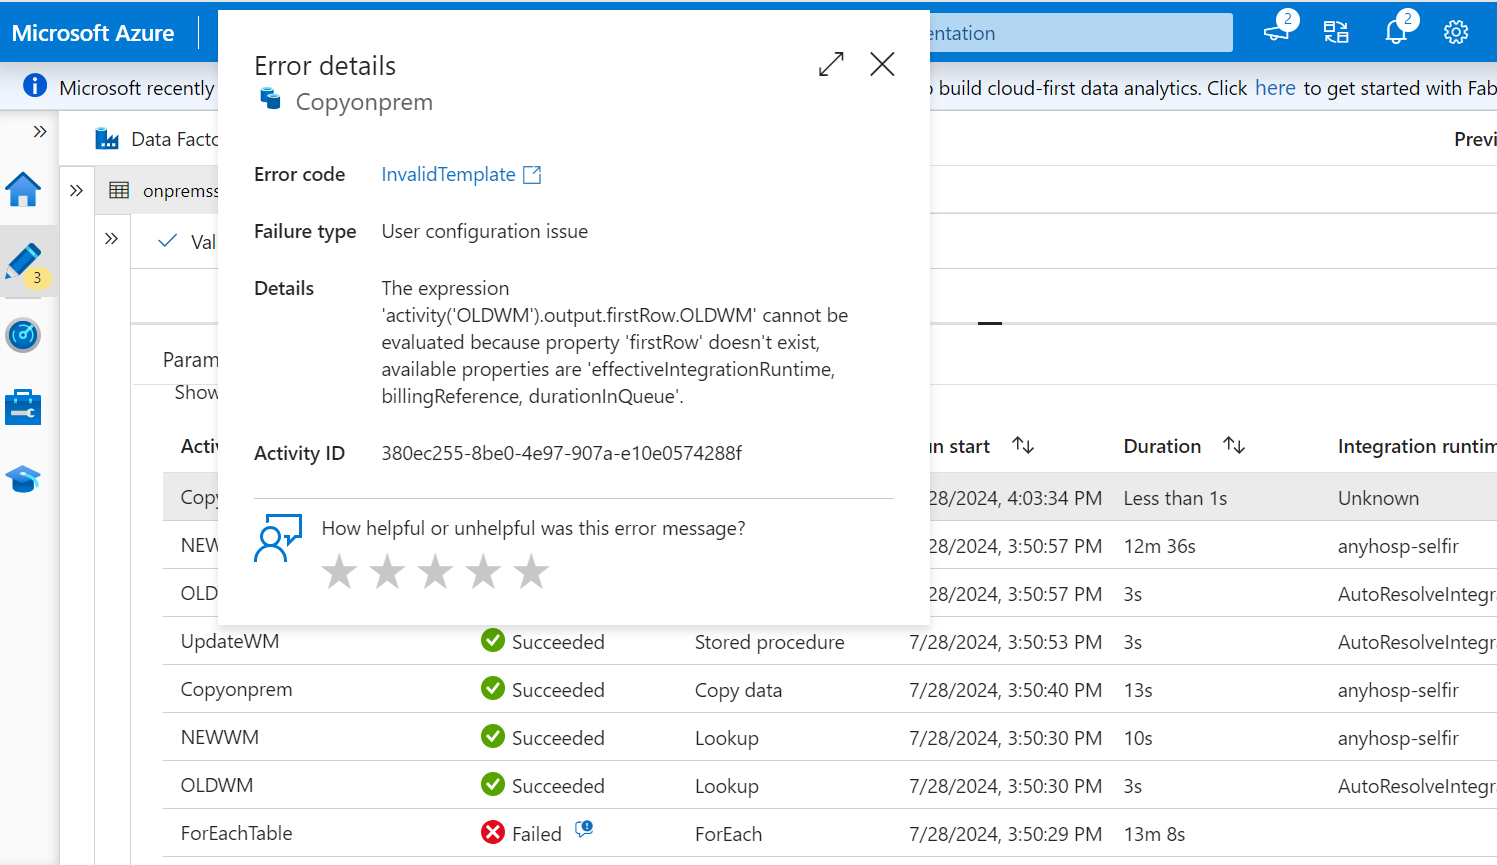 Microsoft Azure
entation
2
2
Microsoft recently
build cloud-first data analytics. Click here to get started with Fab
Error details
Copyonprem
Data Facto
Previ
onpremss
Val
3
Error code
InvalidTemplate
Failure type
User configuration issue
Details
The expression
'activity('OLDWM').output.firstRow.OLDWM' cannot be
evaluated because property 'firstRow' doesn't exist,
available properties are 'effectiveIntegrationRuntime,
billingReference, durationInQueue'.
Activity ID
380ec255-8be0-4e97-907a-e10e0574288f
How helpful or unhelpful was this error message?
Param
Show
Activ
n start Duration Integration runtim
Copy 28/2024, 4:03:34 PM Less than 1s Unknown
NEW 28/2024, 3:50:57 PM 12m 36s anyhosp-selfir
OLD 28/2024, 3:50:57 PM 3s AutoResolveIntegr
UpdateWM Succeeded Stored procedure 7/28/2024, 3:50:53 PM 3s AutoResolveIntegr
Copyonprem Succeeded Copy data 7/28/2024, 3:50:40 PM 13s anyhosp-selfir
NEWWM Succeeded Lookup 7/28/2024, 3:50:30 PM 10s anyhosp-selfir
OLDWM Succeeded Lookup 7/28/2024, 3:50:30 PM 3s AutoResolveIntegr
ForEachTable Failed ForEach 7/28/2024, 3:50:29 PM 13m 8s